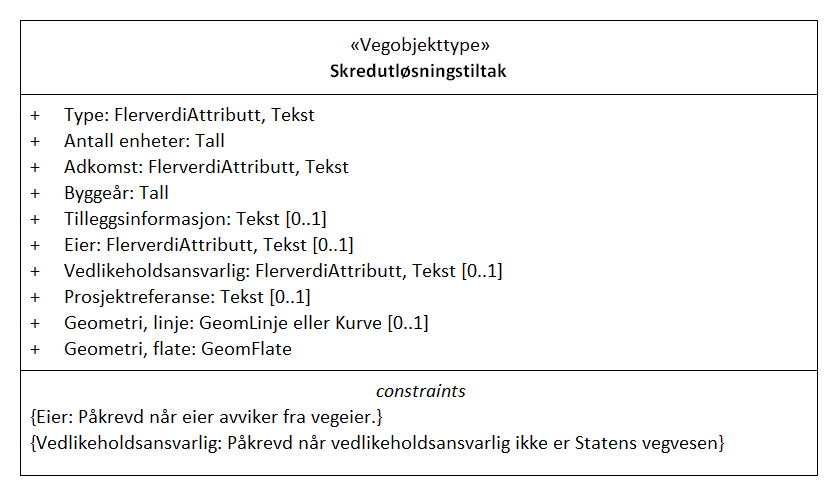 «Vegobjekttype»
Skredutløsningstiltak
+ Type: FlerverdiAttributt, Tekst
+ Antall enheter: Tall
+ Adkomst: FlerverdiAttributt, Tekst
+ Byggeår: Tall
+ Tilleggsinformasjon: Tekst [0..1]
+ Eier: FlerverdiAttributt, Tekst [0..1]
+ Vedlikeholdsansvarlig: FlerverdiAttributt, Tekst [0..1]
+ Prosjektreferanse: Tekst [0..1]
+ Geometri, linje: GeomLinje eller Kurve [0..1]
+ Geometri, flate: GeomFlate
constraints
{Eier: Påkrevd når eier avviker fra vegeier.}
{Vedlikeholdsansvarlig: Påkrevd når vedlikeholdsansvarlig ikke er Statens vegvesen}